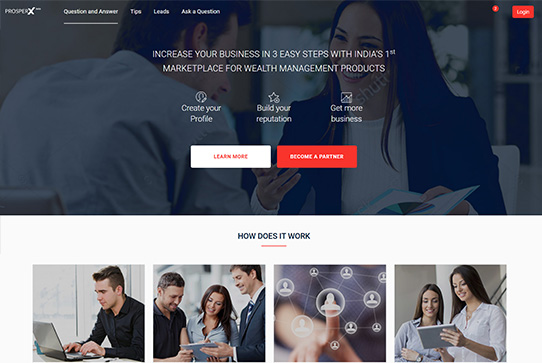 PROSPERX
Question and Answer Tips Leads Ask a Question Login
INCREASE YOUR BUSINESS IN 3 EASY STEPS WITH INDIA'S 1st
MARKETPLACE FOR WEALTH MANAGEMENT PRODUCTS
Create your Build your Get more
Profile reputation business
LEARN MORE BECOME A PARTNER
HOW DOES IT WORK